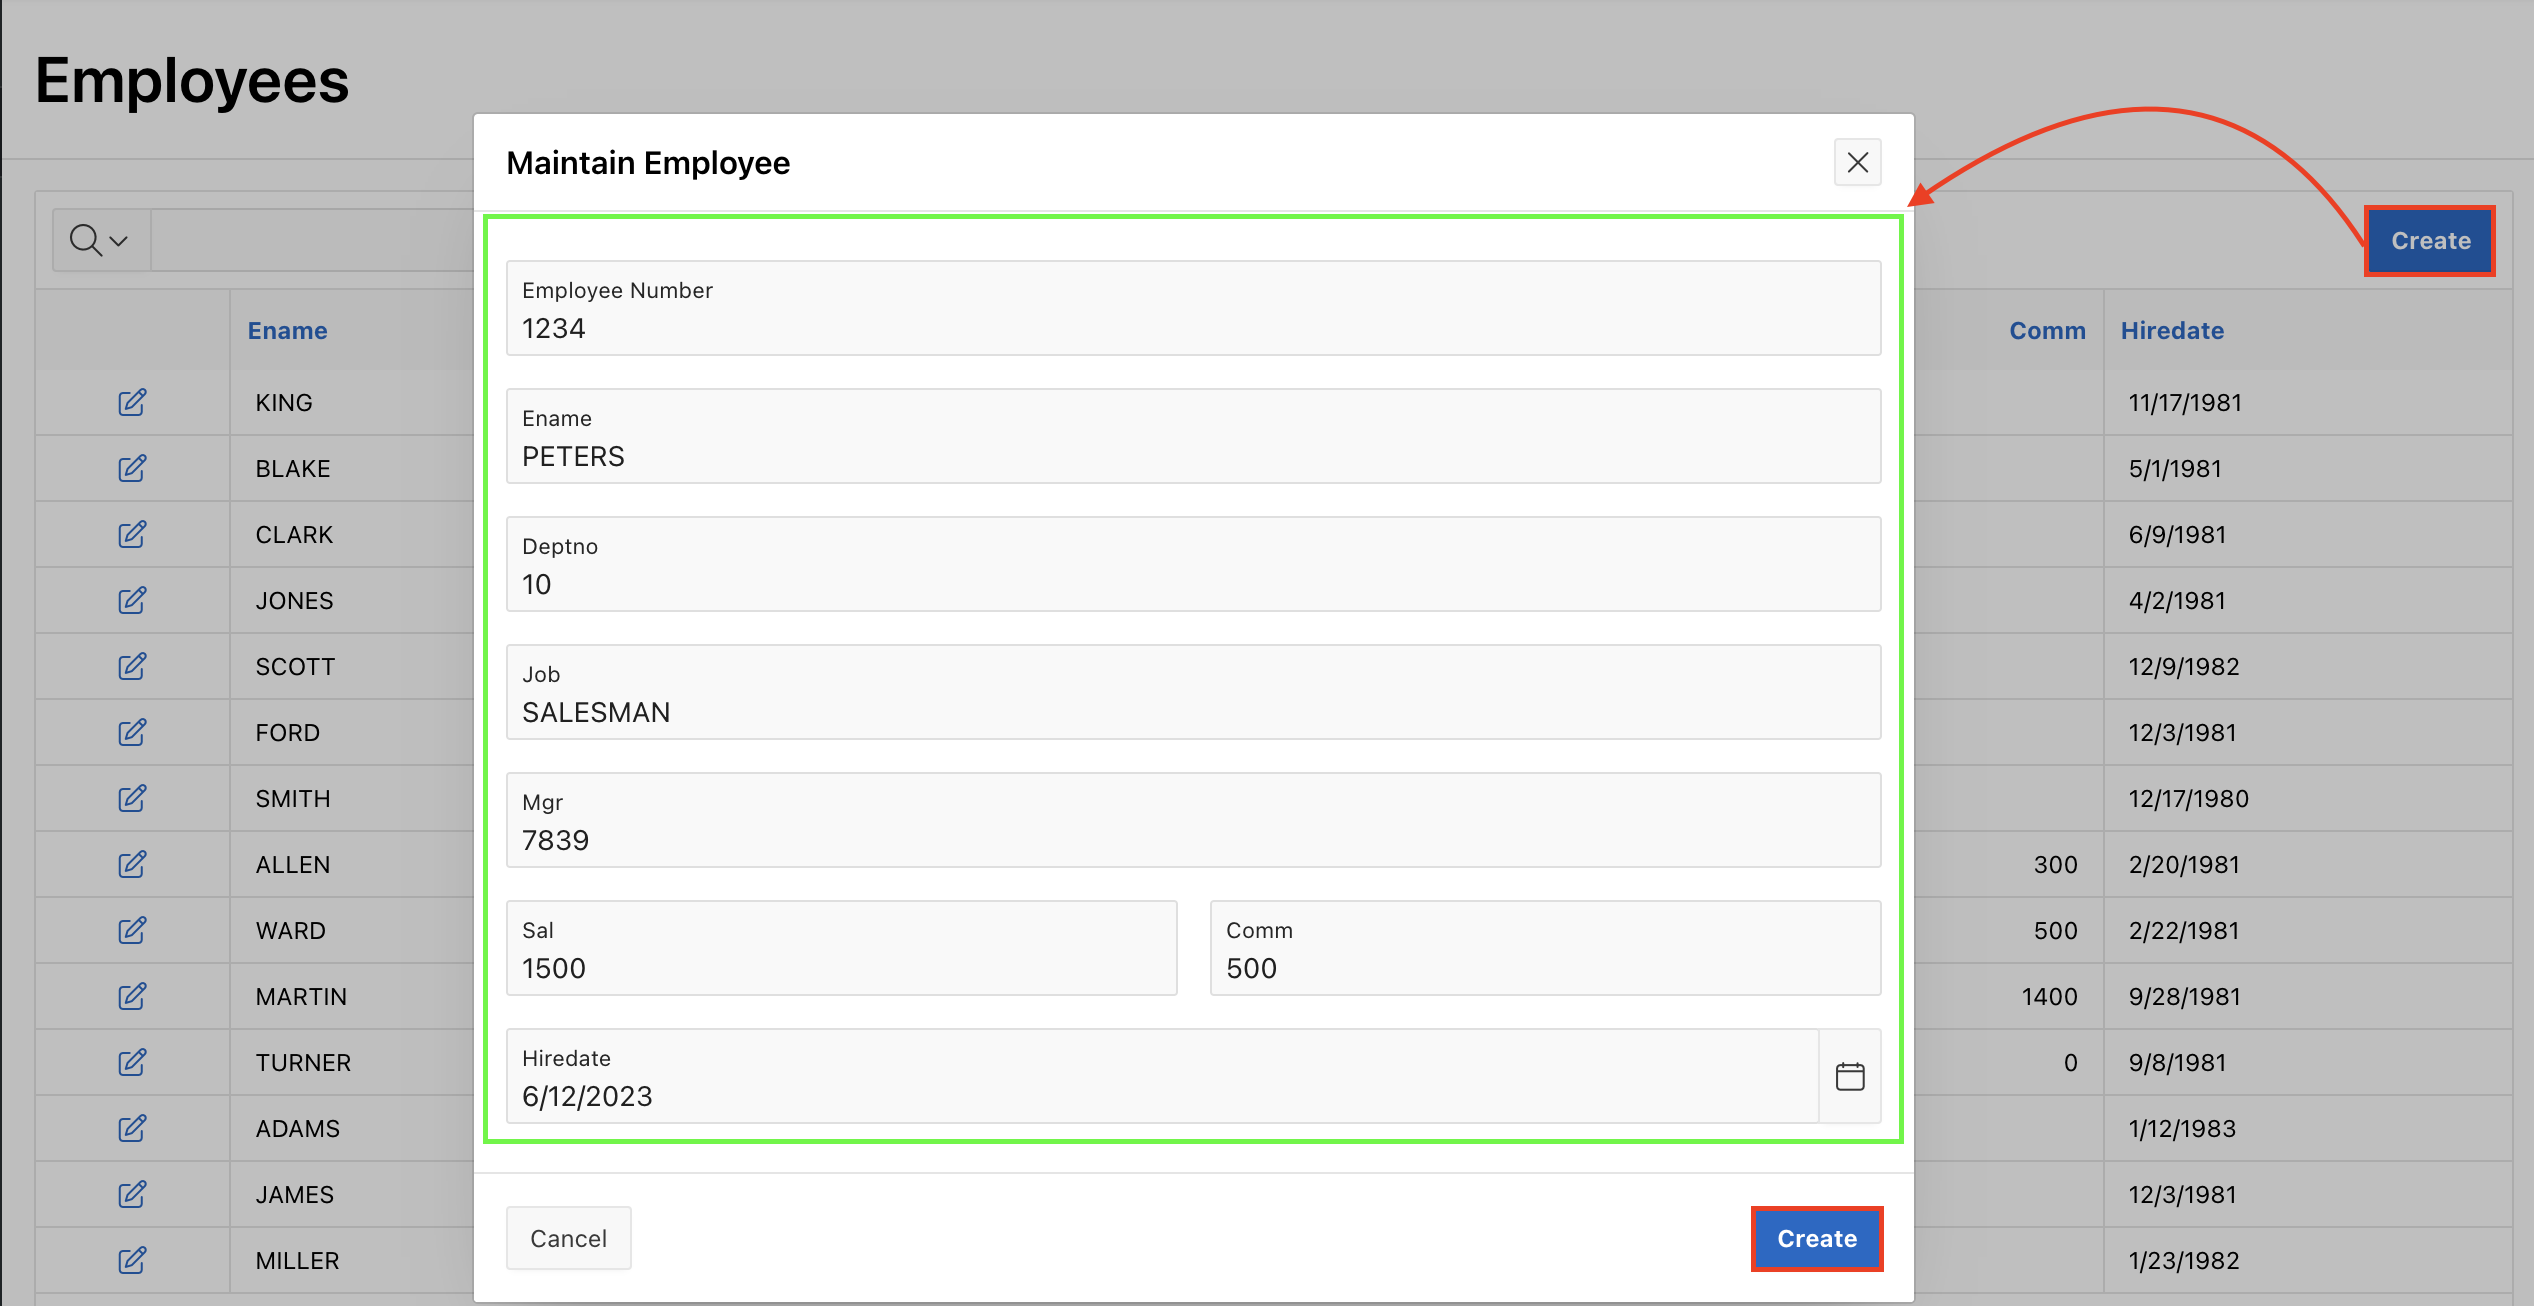 Employees
Maintain Employee
Create
Employee Number
1234
Ename
PETERS
Deptno
10
Job
SALESMAN
Mgr
7839
Sal
1500
Comm
500
Hiredate
6/12/2023
Cancel
Create
Ename Comm Hiredate
KING 11/17/1981
BLAKE 5/1/1981
CLARK 6/9/1981
JONES 4/2/1981
SCOTT 12/9/1982
FORD 12/3/1981
SMITH 12/17/1980
ALLEN 300 2/20/1981
WARD 500 2/22/1981
MARTIN 1400 9/28/1981
TURNER 0 9/8/1981
ADAMS 1/12/1983
JAMES 12/3/1981
MILLER 1/23/1982